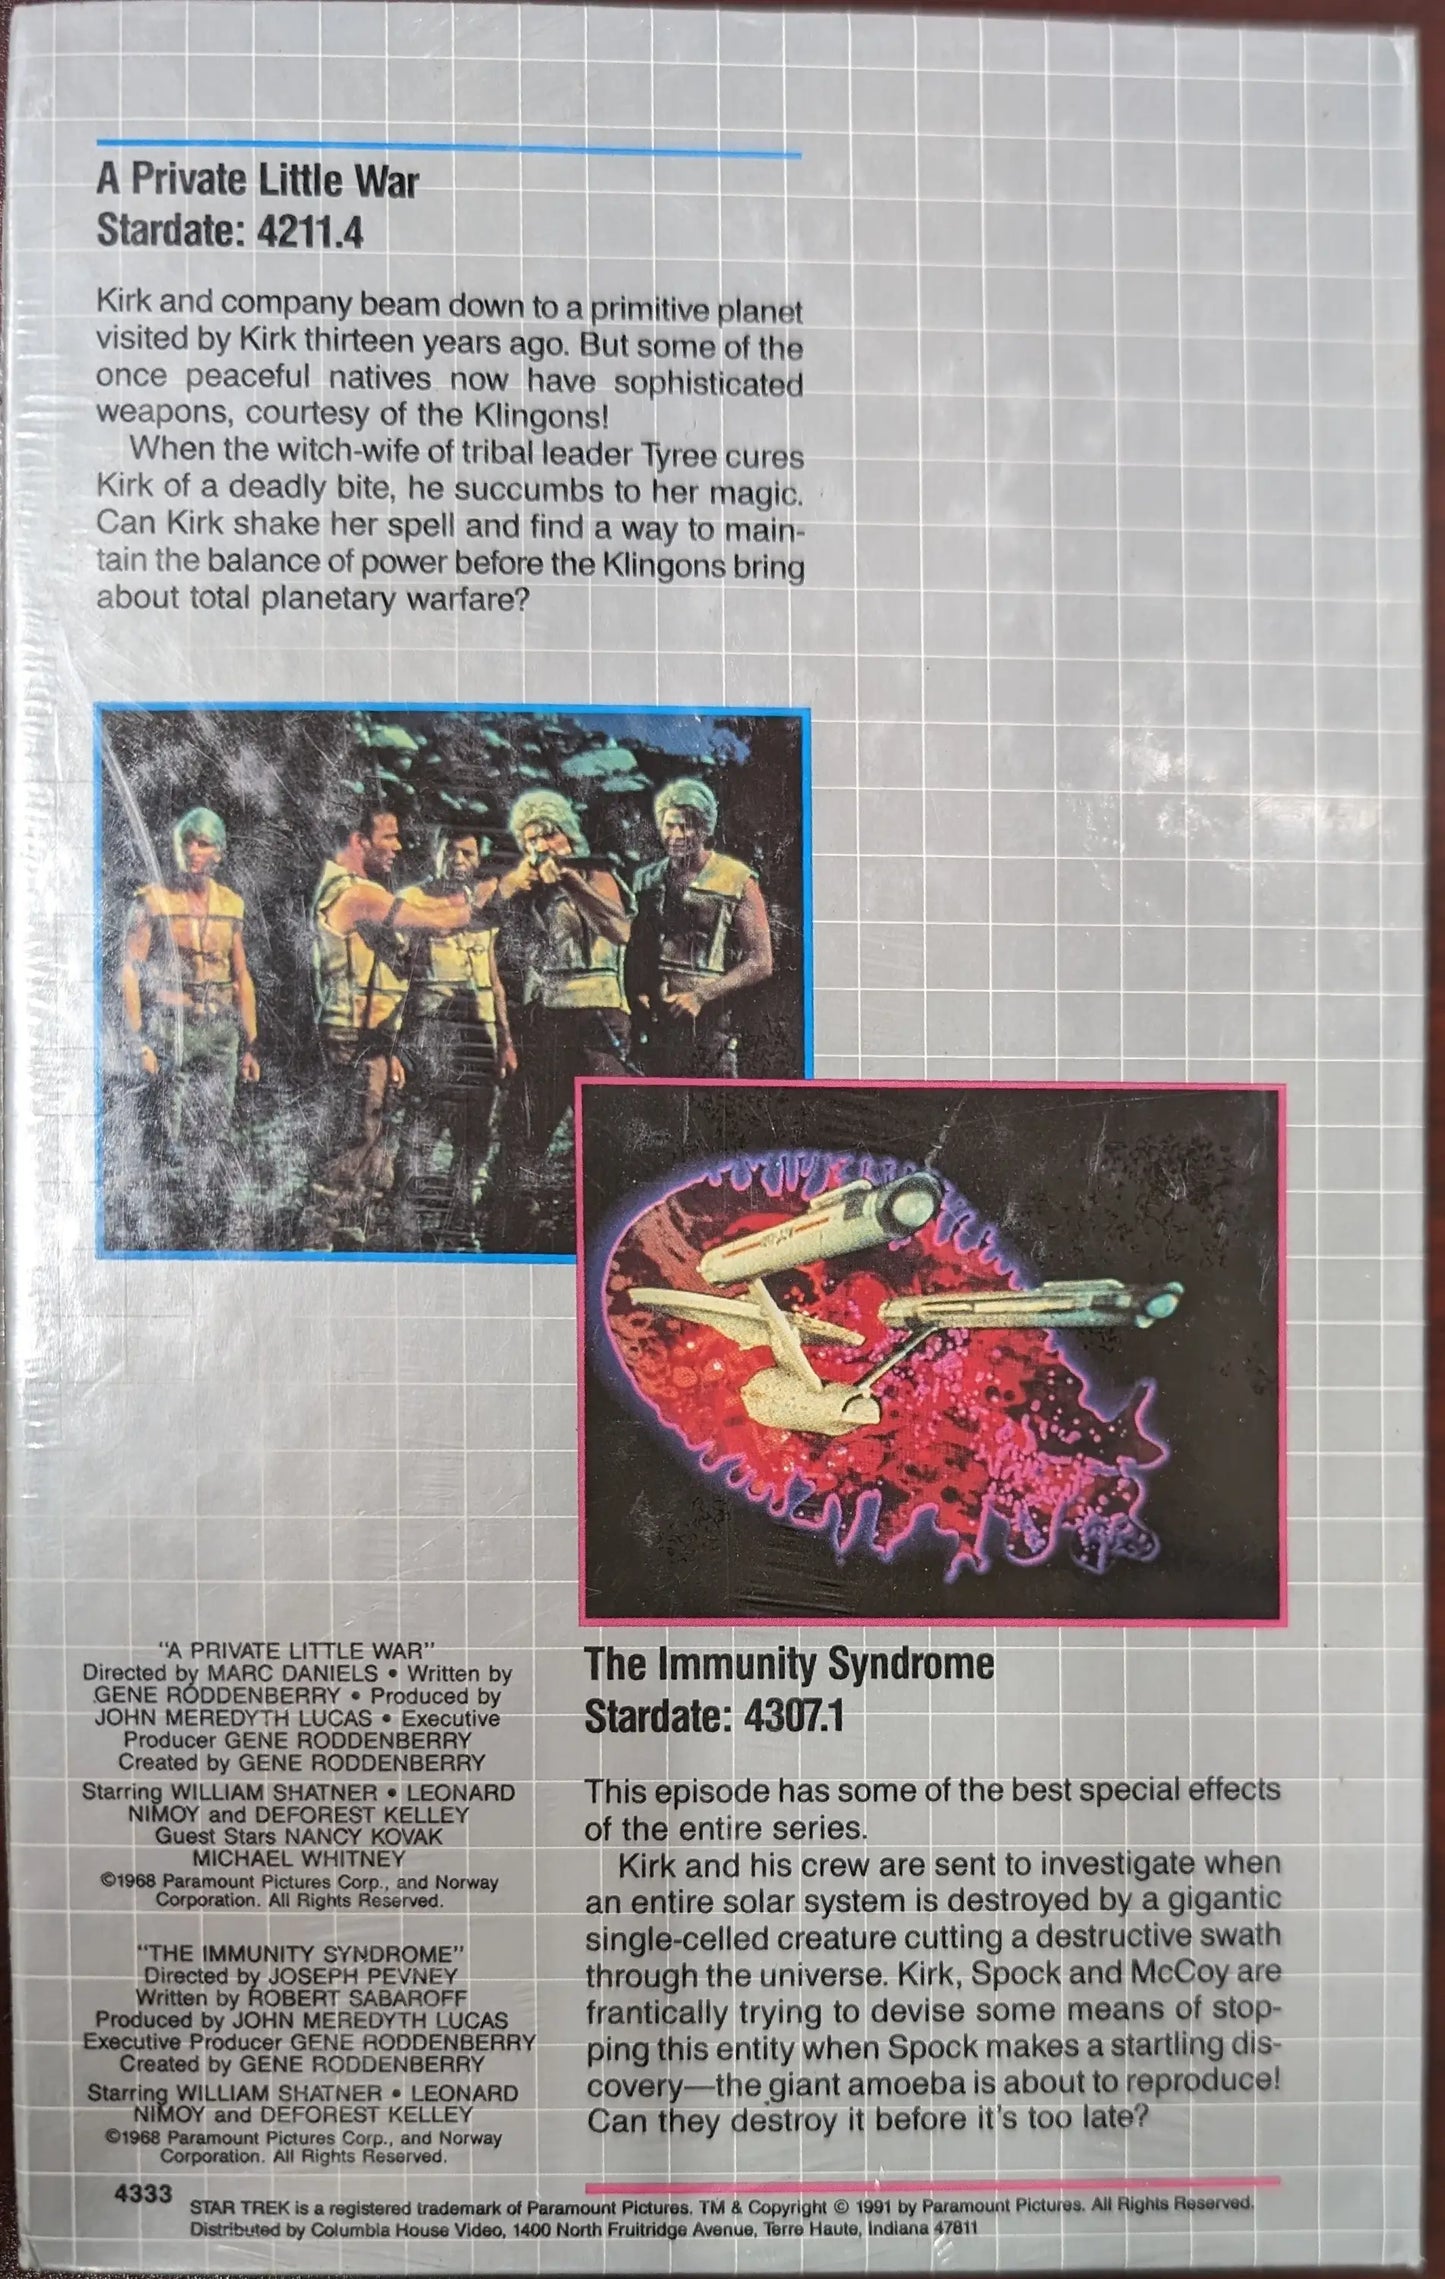 A Private Little War
Stardate: 4211.4
Kirk and company beam down to a primitive planet
visited by Kirk thirteen years ago. But some of the
once peaceful natives now have sophisticated
weapons, courtesy of the Klingons!
When the witch-wife of tribal leader Tyree cures
Kirk of a deadly bite, he succumbs to her magic.
Can Kirk shake her spell and find a way to main-
tain the balance of power before the Klingons bring
about total planetary warfare?
"A PRIVATE LITTLE WAR"
Directed by MARC DANIELS • Written by
GENE RODDENBERRY • Produced by
JOHN MEREDYTH LUCAS • Executive
Producer GENE RODDENBERRY
Created by GENE RODDENBERRY
Starring WILLIAM SHATNER • LEONARD
NIMOY and DEFOREST KELLEY
Guest Stars NANCY KOVAK
MICHAEL WHITNEY
©1968 Paramount Pictures Corp., and Norway
Corporation. All Rights Reserved.
"THE IMMUNITY SYNDROME"
Directed by JOSEPH PEVNEY
Written by ROBERT SABAROFF
Produced by JOHN MEREDYTH LUCAS
Executive Producer GENE RODDENBERRY
Created by GENE RODDENBERRY
Starring WILLIAM SHATNER • LEONARD
NIMOY and DEFOREST KELLEY
©1968 Paramount Pictures Corp., and Norway
Corporation. All Rights Reserved.
The Immunity Syndrome
Stardate: 4307.1
This episode has some of the best special effects
of the entire series.
Kirk and his crew are sent to investigate when
an entire solar system is destroyed by a gigantic
single-celled creature cutting a destructive swath
through the universe. Kirk, Spock and McCoy are
frantically trying to devise some means of stop-
ping this entity when Spock makes a startling dis-
covery—the giant amoeba is about to reproduce!
Can they destroy it before it's too late?
4333
STAR TREK is a registered trademark of Paramount Pictures. TM & Copyright © 1991 by Paramount Pictures. All Rights Reserved.
Distributed by Columbia House Video, 1400 North Fruitridge Avenue, Terre Haute, Indiana 47811